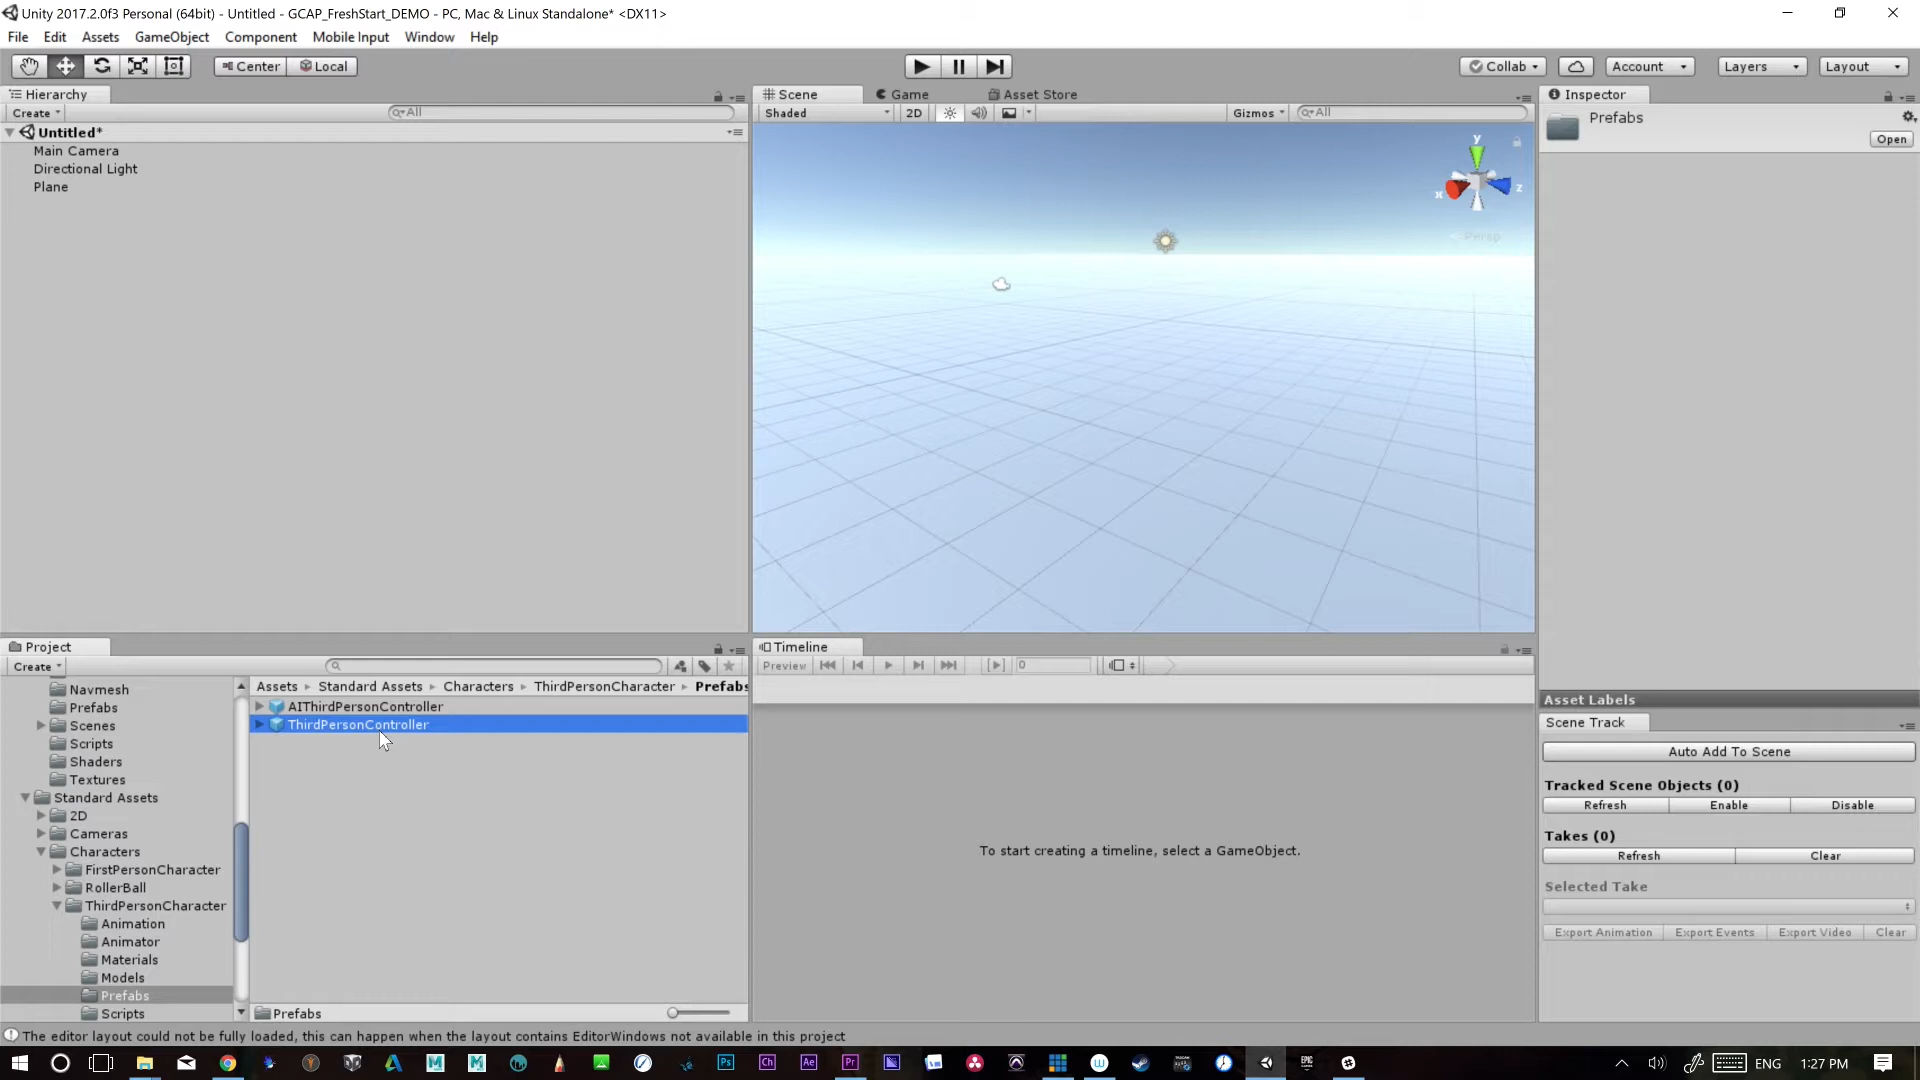 Unity 2017.2.0f3 Personal (64bit) - Untitled - GCAP_FreshStart_DEMO - PC, Mac & Linux Standalone* <DX11>
File Edit Assets GameObject Component Mobile Input Window Help
Center Local Collab Account Layers Layout
Hierarchy
Create All
Untitled*
Main Camera
Directional Light
Plane
Scene Game Asset Store
Shaded 2D Gizmos All
y
x z
Persp
Inspector
Prefabs
Open
Project
Create
Navmesh
Prefabs
Scenes
Scripts
Shaders
Textures
Standard Assets
2D
Cameras
Characters
FirstPersonCharacter
RollerBall
ThirdPersonCharacter
Animation
Animator
Materials
Models
Prefabs
Scripts
Assets Standard Assets Characters ThirdPersonCharacter Prefabs
AIThirdPersonController
ThirdPersonController
Prefabs
Timeline
Preview 0
To start creating a timeline, select a GameObject.
Asset Labels
Scene Track
Auto Add To Scene
Tracked Scene Objects (0)
Refresh Enable Disable
Takes (0)
Refresh Clear
Selected Take
Export Animation Export Events Export Video Clear
The editor layout could not be fully loaded, this can happen when the layout contains EditorWindows not available in this project
Ps Ch Ae Pr
ENG 1:27 PM